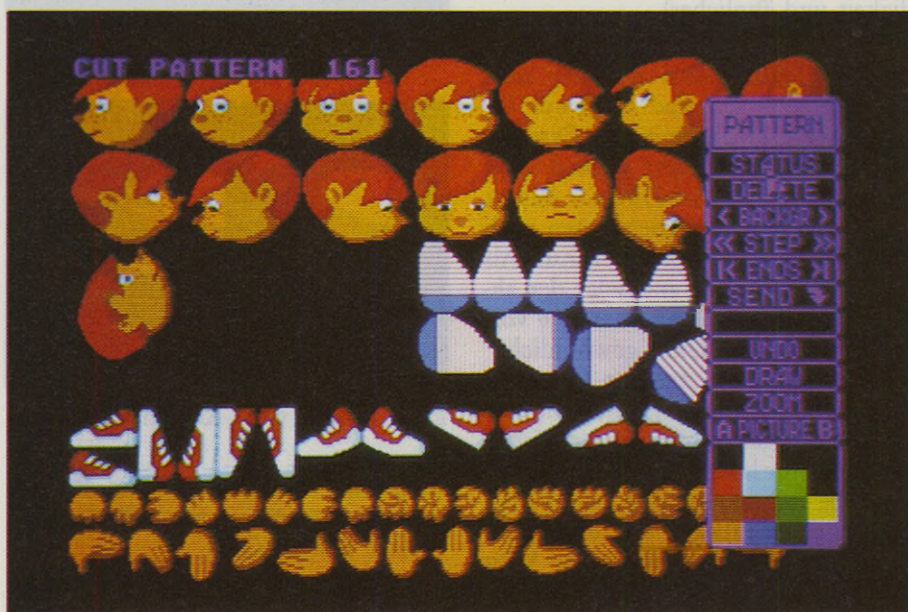 CUT PATTERN 161
PATTERN
STATUS
DELETE
< BACKGR >
<< STEP >>
|< ENDS >|
SEND
UNDO
DRAW
ZOOM
A PICTURE B